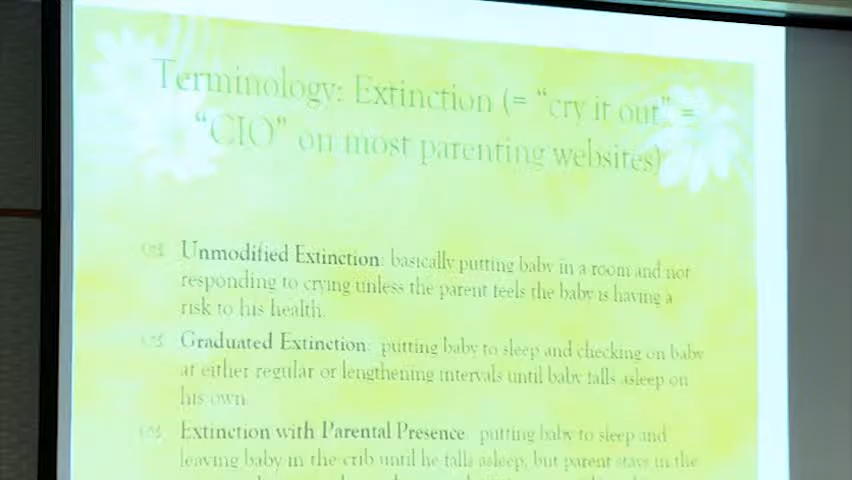 Terminology: Extinction (= “cry it out” =
“CIO” on most parenting websites)
Unmodified Extinction: basically putting baby in a room and not
responding to crying unless the parent feels the baby is having a
risk to his health.
Graduated Extinction: putting baby to sleep and checking on baby
at either regular or lengthening intervals until baby falls asleep on
his own.
Extinction with Parental Presence: putting baby to sleep and
leaving baby in the crib until he falls asleep, but parent stays in the